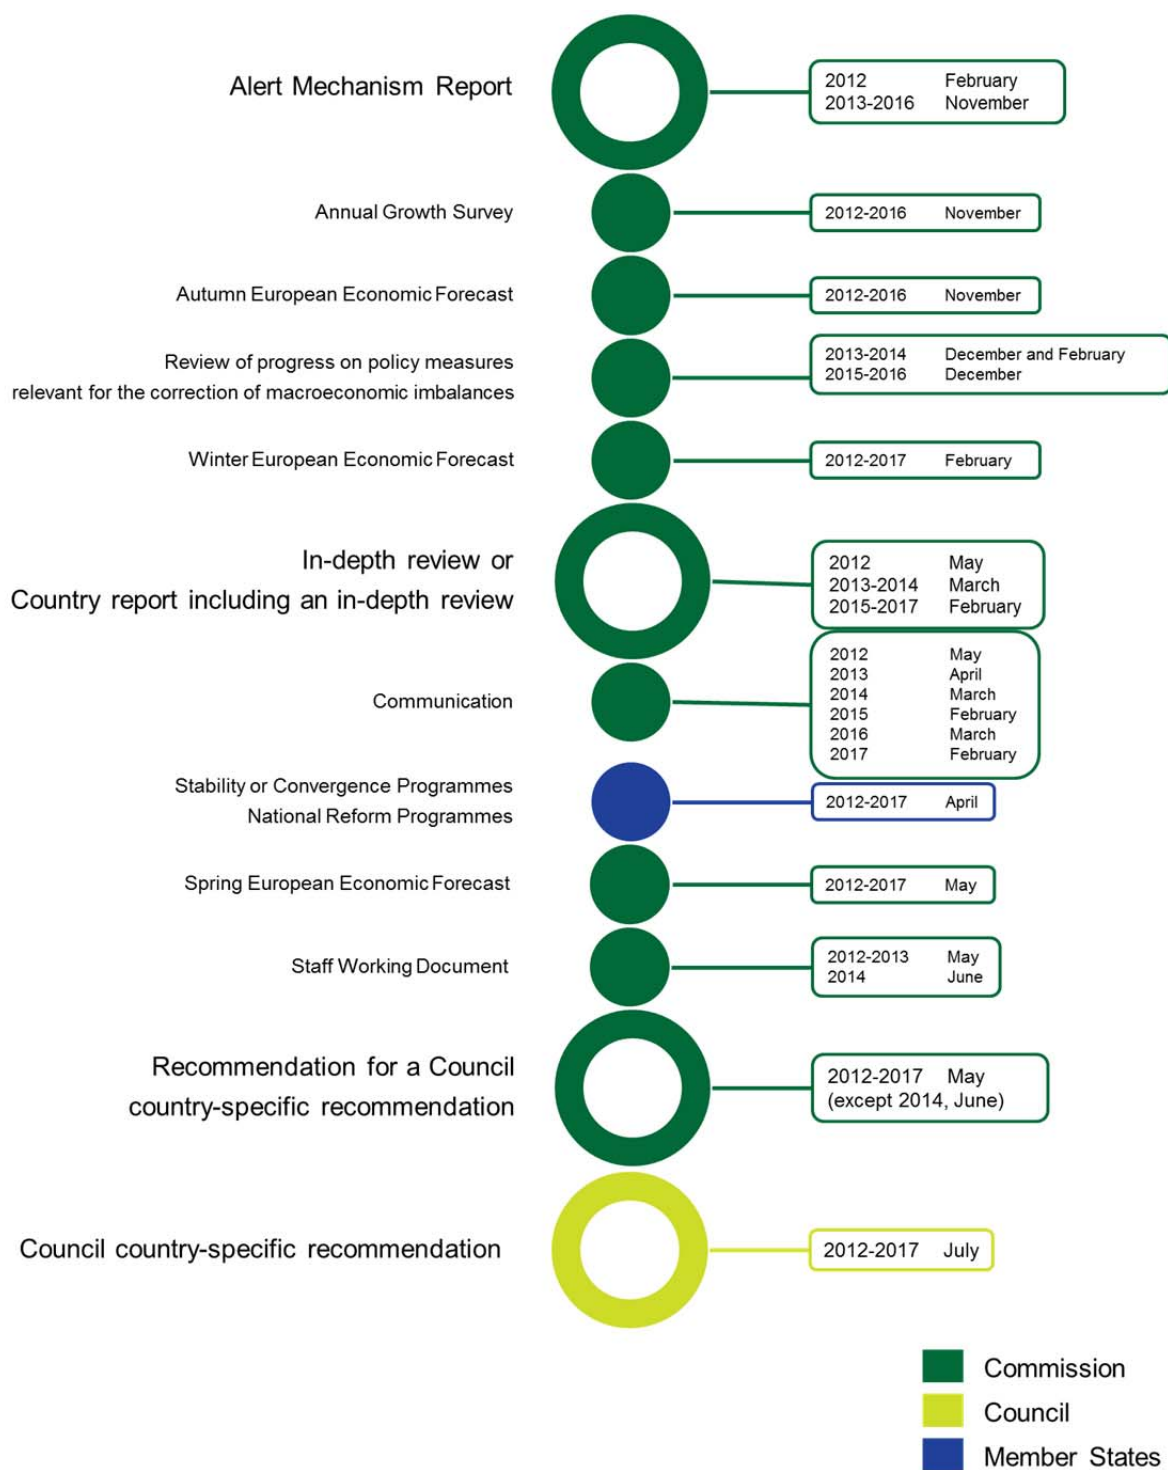 Alert Mechanism Report
2012 February
2013-2016 November
Annual Growth Survey
2012-2016 November
Autumn European Economic Forecast
2012-2016 November
Review of progress on policy measures
relevant for the correction of macroeconomic imbalances
2013-2014 December and February
2015-2016 December
Winter European Economic Forecast
2012-2017 February
In-depth review or
Country report including an in-depth review
2012 May
2013-2014 March
2015-2017 February
Communication
2012 May
2013 April
2014 March
2015 February
2016 March
2017 February
Stability or Convergence Programmes
National Reform Programmes
2012-2017 April
Spring European Economic Forecast
2012-2017 May
Staff Working Document
2012-2013 May
2014 June
Recommendation for a Council
country-specific recommendation
2012-2017 May
(except 2014, June)
Council country-specific recommendation
2012-2017 July
Commission
Council
Member States